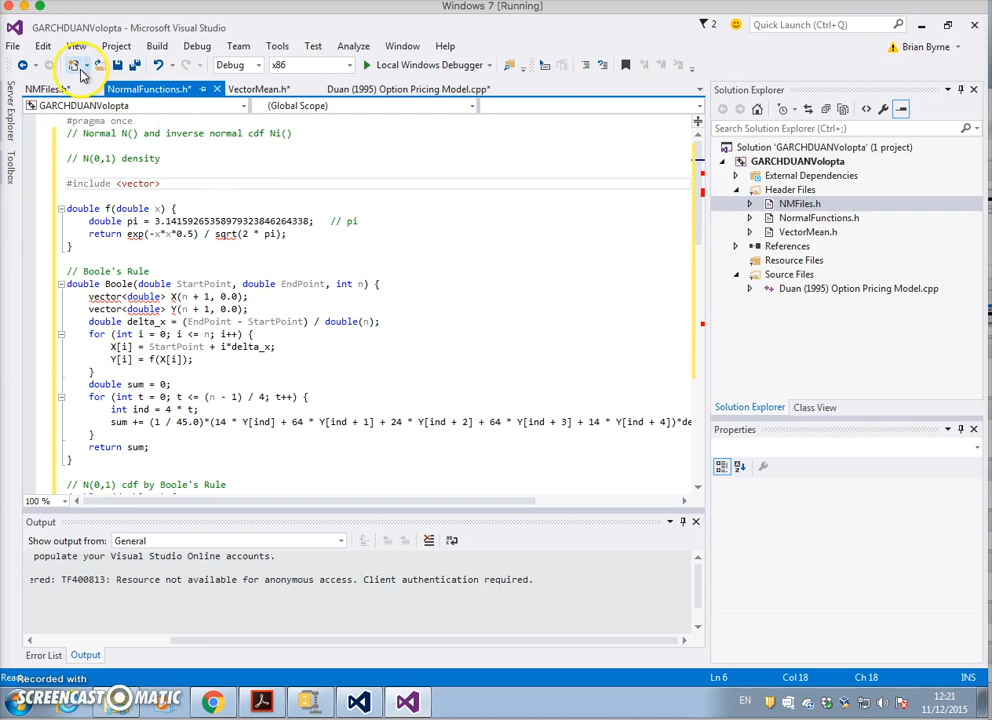 Windows 7 [Running]
GARCHDUANVolopta - Microsoft Visual Studio
2
Quick Launch (Ctrl+;)
File Edit View Project Build Debug Team Tools Test Analyze Window Help
Brian Byrne
Debug x86 Local Windows Debugger
Server Explorer
Toolbox
NMFiles.h* NormalFunctions.h* VectorMean.h* Duan (1995) Option Pricing Model.cpp*
GARCHDUANVolopta (Global Scope)
#pragma once
// Normal N() and inverse normal cdf Ni()
// N(0,1) density
#include <vector>
double f(double x) {
double pi = 3.14159265358979323846264338; // pi
return exp(-x*x*0.5) / sqrt(2 * pi);
}
// Boole's Rule
double Boole(double StartPoint, double EndPoint, int n) {
vector<double> X(n + 1, 0.0);
vector<double> Y(n + 1, 0.0);
double delta_x = (EndPoint - StartPoint) / double(n);
for (int i = 0; i <= n; i++) {
X[i] = StartPoint + i*delta_x;
Y[i] = f(X[i]);
}
double sum = 0;
for (int t = 0; t <= (n - 1) / 4; t++) {
int ind = 4 * t;
sum += (1 / 45.0)*(14 * Y[ind] + 64 * Y[ind + 1] + 24 * Y[ind + 2] + 64 * Y[ind + 3] + 14 * Y[ind + 4])*de
}
return sum;
}
// N(0,1) cdf by Boole's Rule
100 %
Solution Explorer
Search Solution Explorer (Ctrl+;)
Solution 'GARCHDUANVolopta' (1 project)
GARCHDUANVolopta
External Dependencies
Header Files
NMFiles.h
NormalFunctions.h
VectorMean.h
References
Resource Files
Source Files
Duan (1995) Option Pricing Model.cpp
Solution Explorer Class View
Properties
Output
Show output from: General
populate your Visual Studio Online accounts.
ered: TF400813: Resource not available for anonymous access. Client authentication required.
Error List Output
Ln 6 Col 18 Ch 18 INS
Recorded with
SCREENCAST MATIC
EN
12:21
11/12/2015